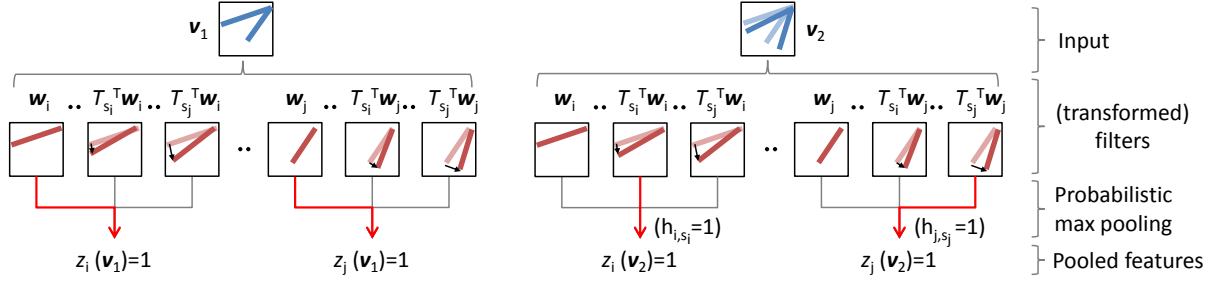 v1
v2
Input
wi .. Tsi^T wi .. Tsj^T wi
wj .. Tsi^T wj .. Tsj^T wj
wi .. Tsi^T wi .. Tsj^T wi
wj .. Tsi^T wj .. Tsj^T wj
(transformed)
filters
..
..
Probabilistic
max pooling
(hi,si=1)
(hj,sj=1)
zi (v1)=1
zj (v1)=1
zi (v2)=1
zj (v2)=1
Pooled features